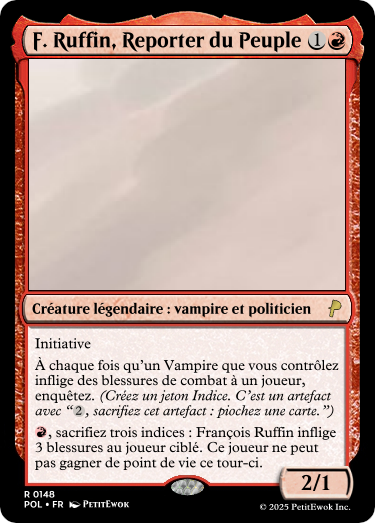 F. Ruffin, Reporter du Peuple 1
Créature légendaire : vampire et politicien
Initiative
À chaque fois qu'un Vampire que vous contrôlez
inflige des blessures de combat à un joueur,
enquêtez. (Créez un jeton Indice. C'est un artefact
avec “2, sacrifiez cet artefact : piochez une carte.”)
, sacrifiez trois indices : François Ruffin inflige
3 blessures au joueur ciblé. Ce joueur ne peut
pas gagner de point de vie ce tour-ci.
2/1
R 0148
POL • FR PetitEwok
© 2025 PetitEwok Inc.